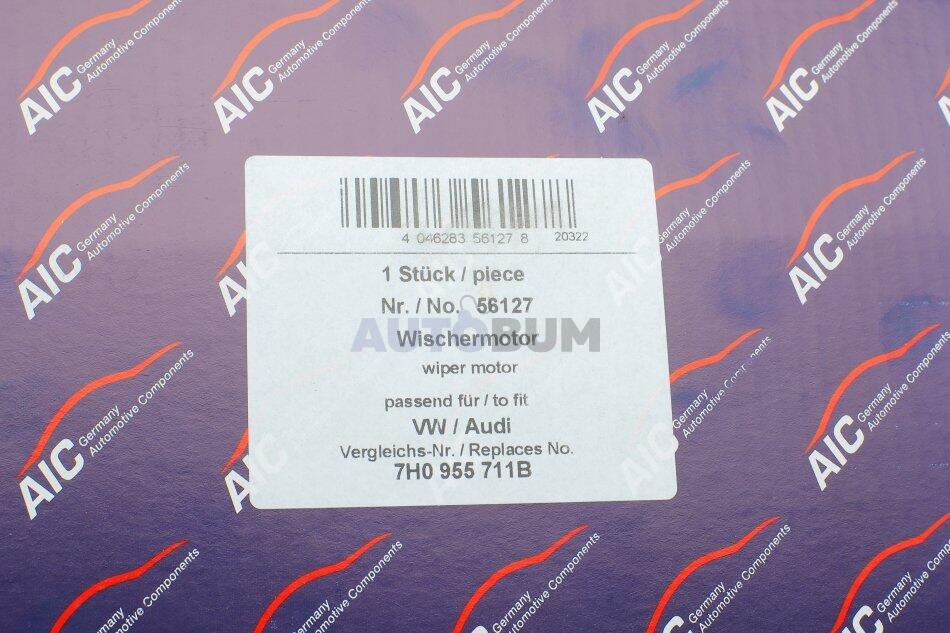 AIC Germany Automotive Components
4 046283 56127 8 20322
1 Stück / piece
Nr. / No. 56127
Wischermotor
AUTOBUM
wiper motor
passend für / to fit
VW / Audi
Vergleichs-Nr. / Replaces No.
7H0 955 711B